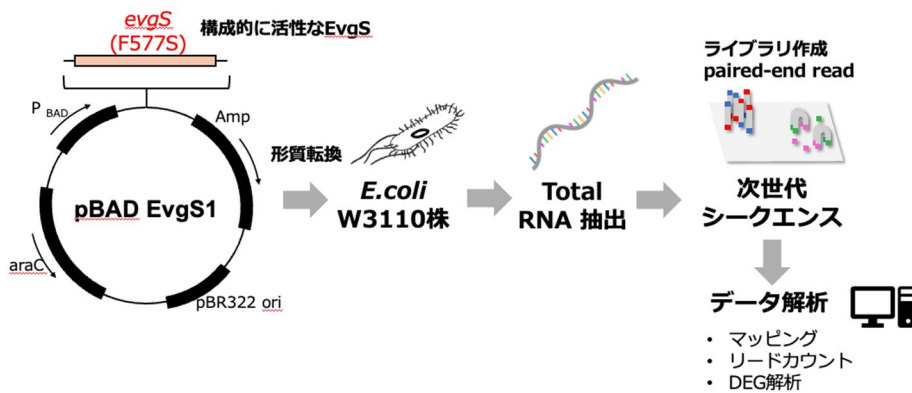 evgS
(F577S)
構成的に活性なEvgS
P BAD
Amp
pBAD EvgS1
araC
pBR322 ori
形質転換
E.coli
W3110株
Total
RNA 抽出
ライブラリ作成
paired-end read
次世代
シークエンス
データ解析
• マッピング
• リードカウント
• DEG解析